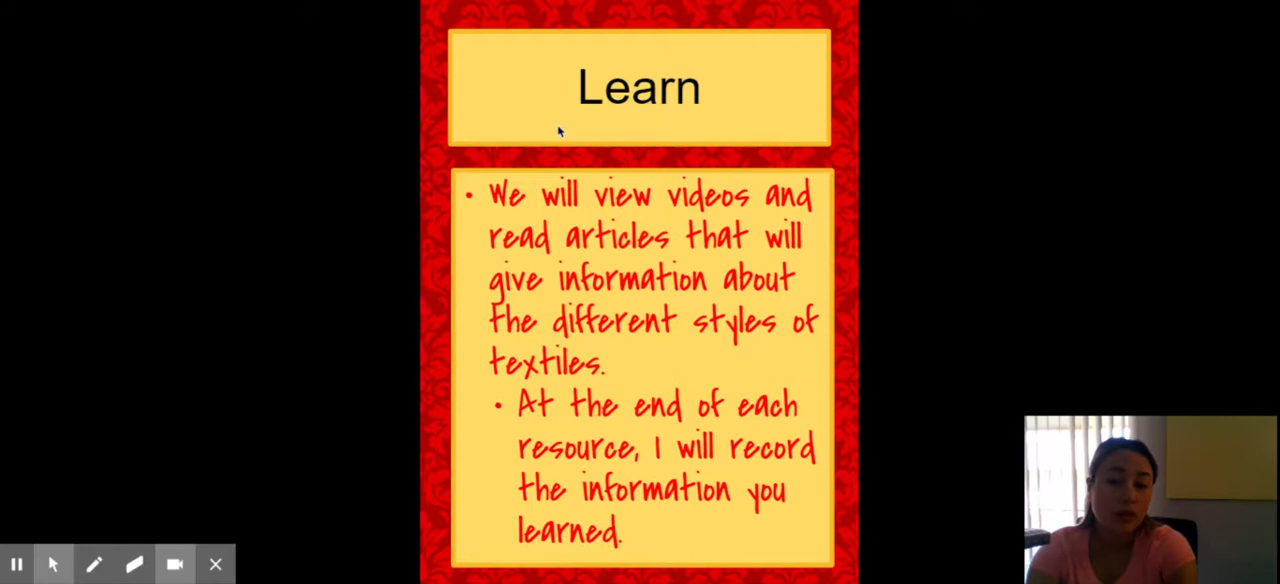 Learn
• We will view videos and
read articles that will
give information about
the different styles of
textiles.
• At the end of each
resource, I will record
the information you
learned.